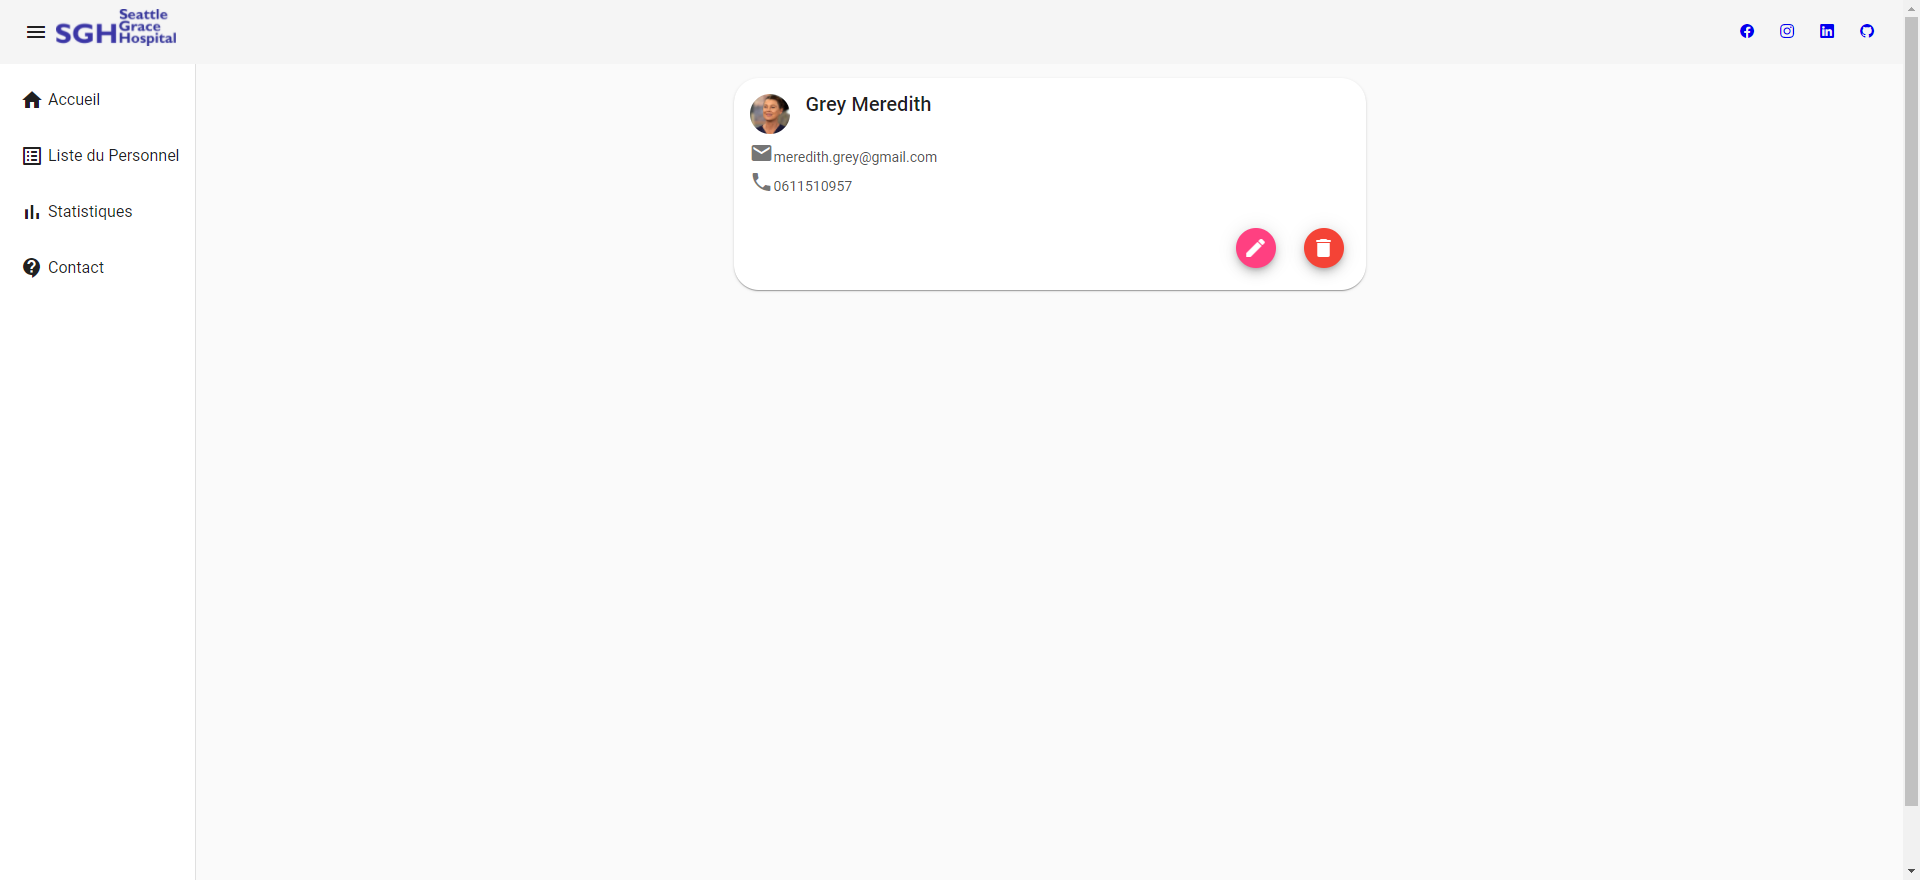 SGH
Seattle
Grace
Hospital
Accueil
Liste du Personnel
Statistiques
Contact
Grey Meredith
meredith.grey@gmail.com
0611510957